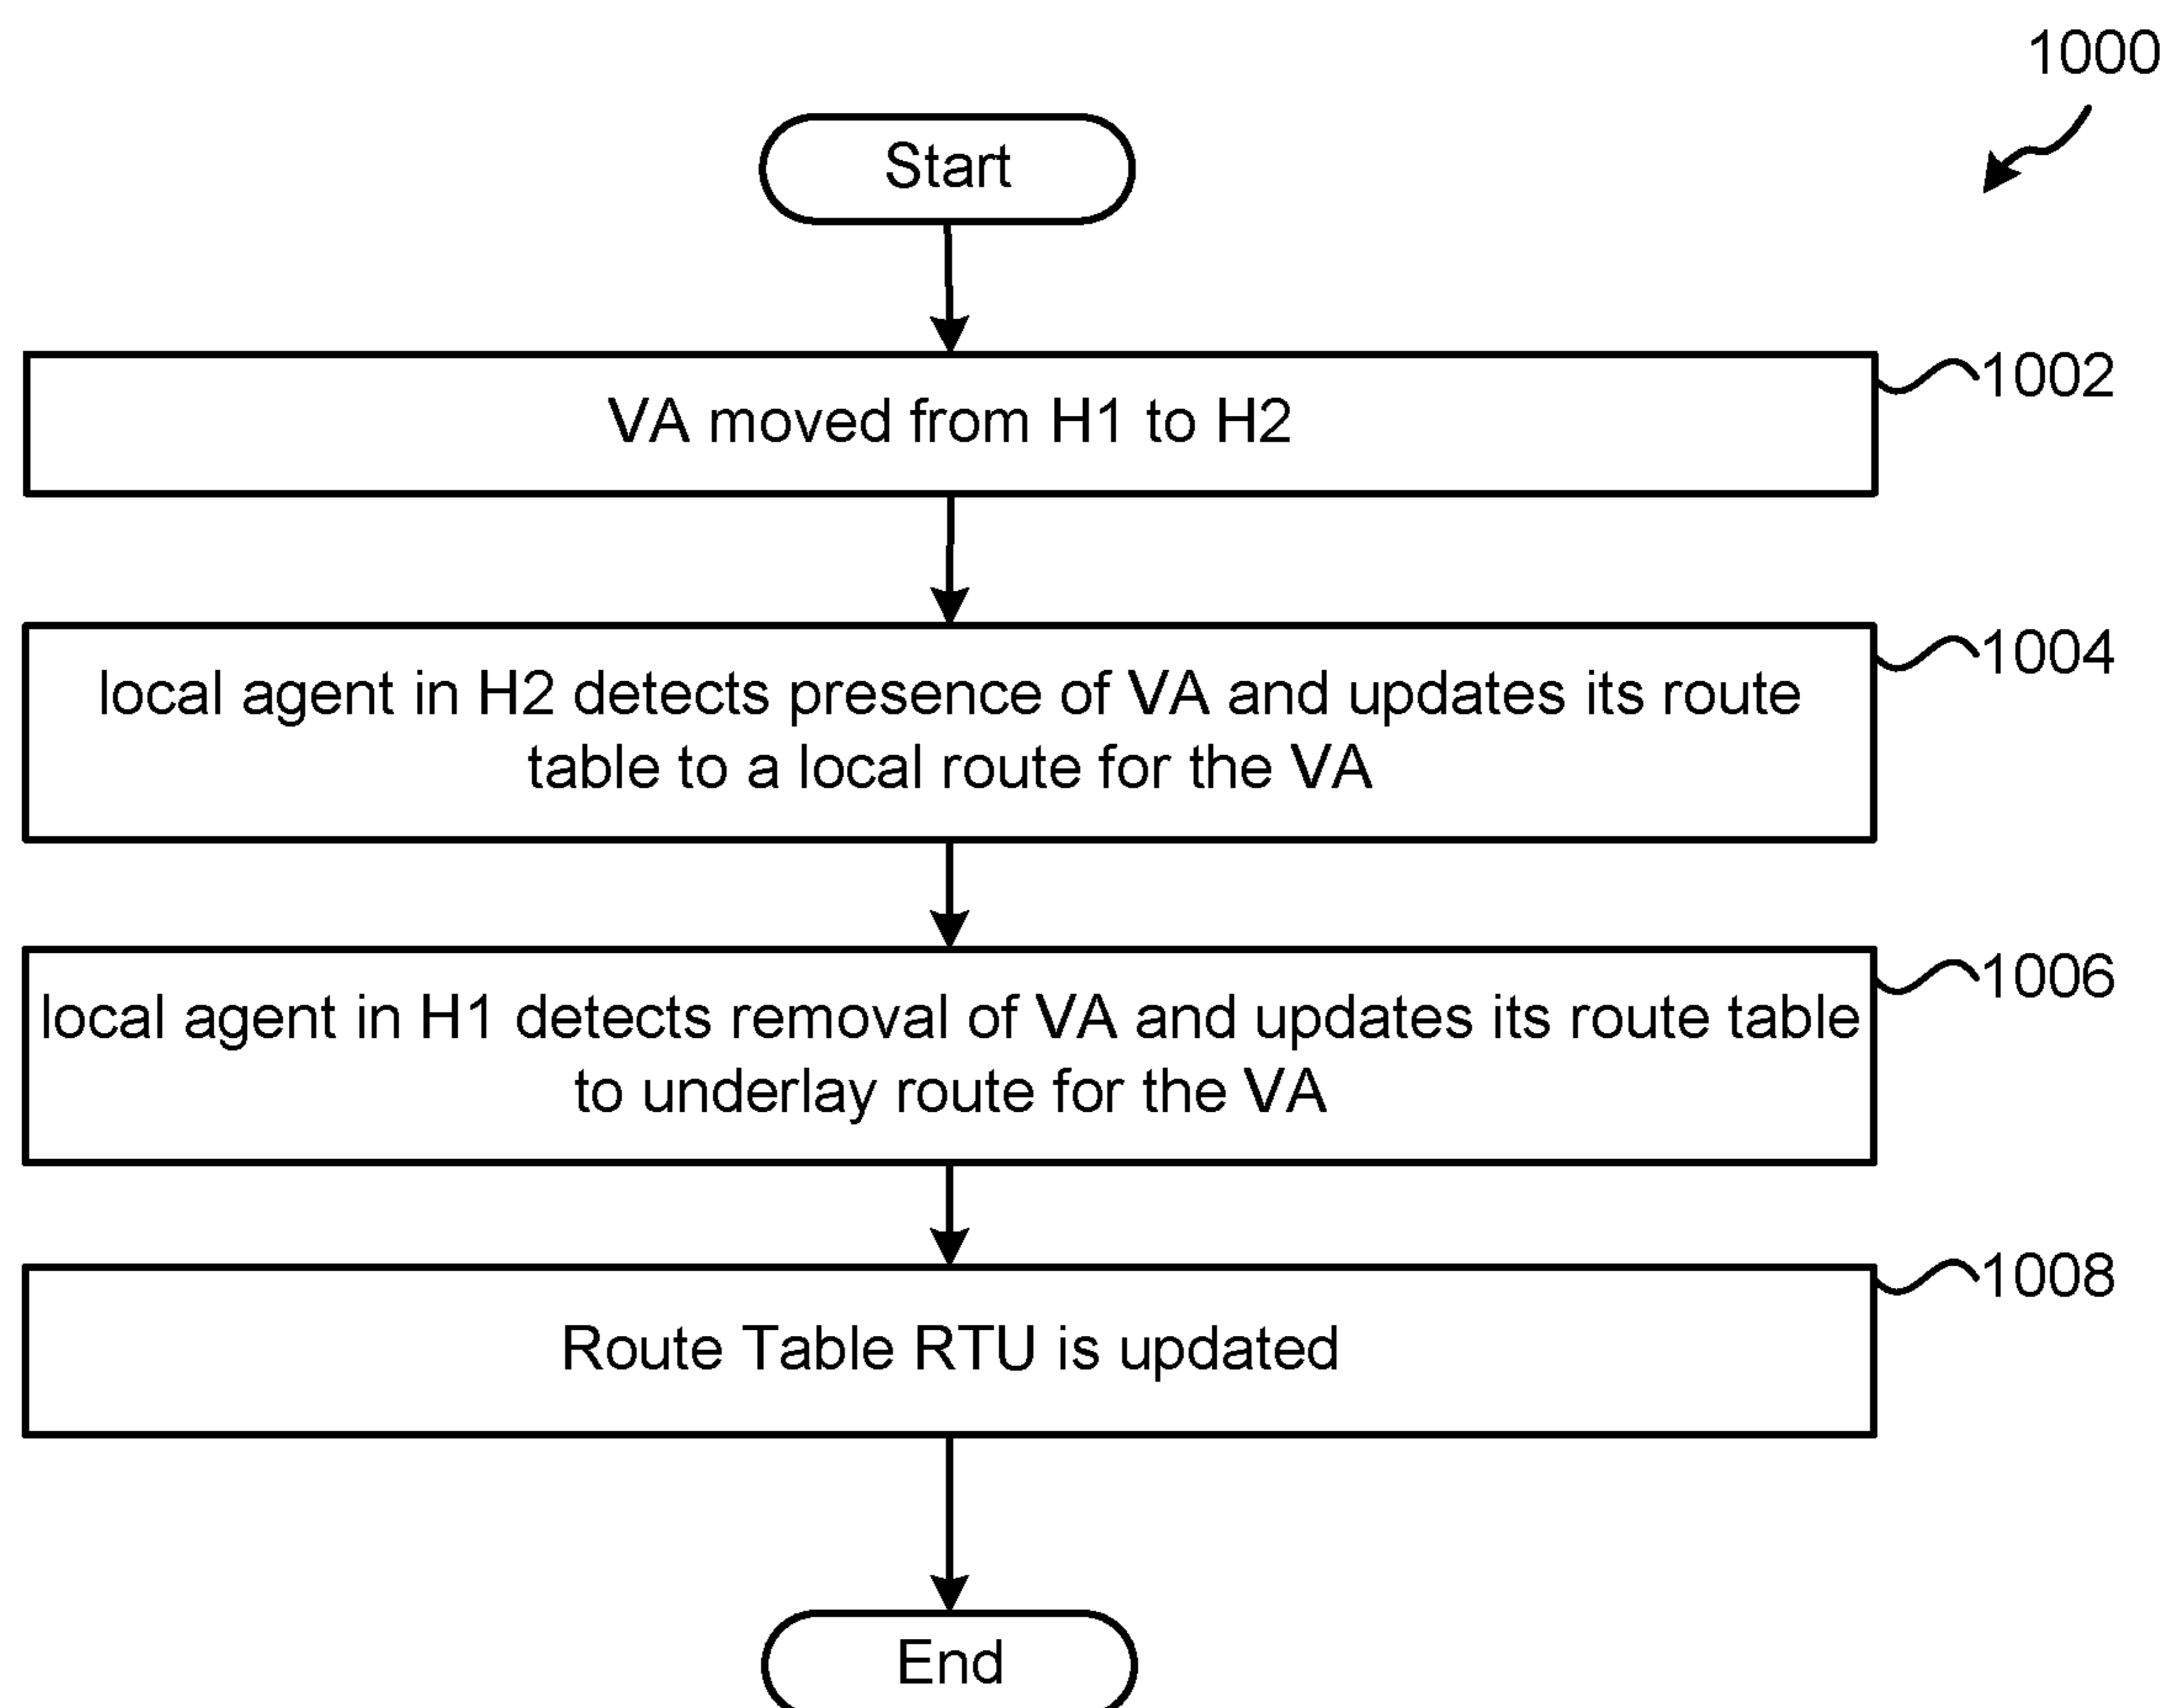 1000
Start
VA moved from H1 to H2
1002
local agent in H2 detects presence of VA and updates its route
table to a local route for the VA
1004
local agent in H1 detects removal of VA and updates its route table
to underlay route for the VA
1006
Route Table RTU is updated
1008
End